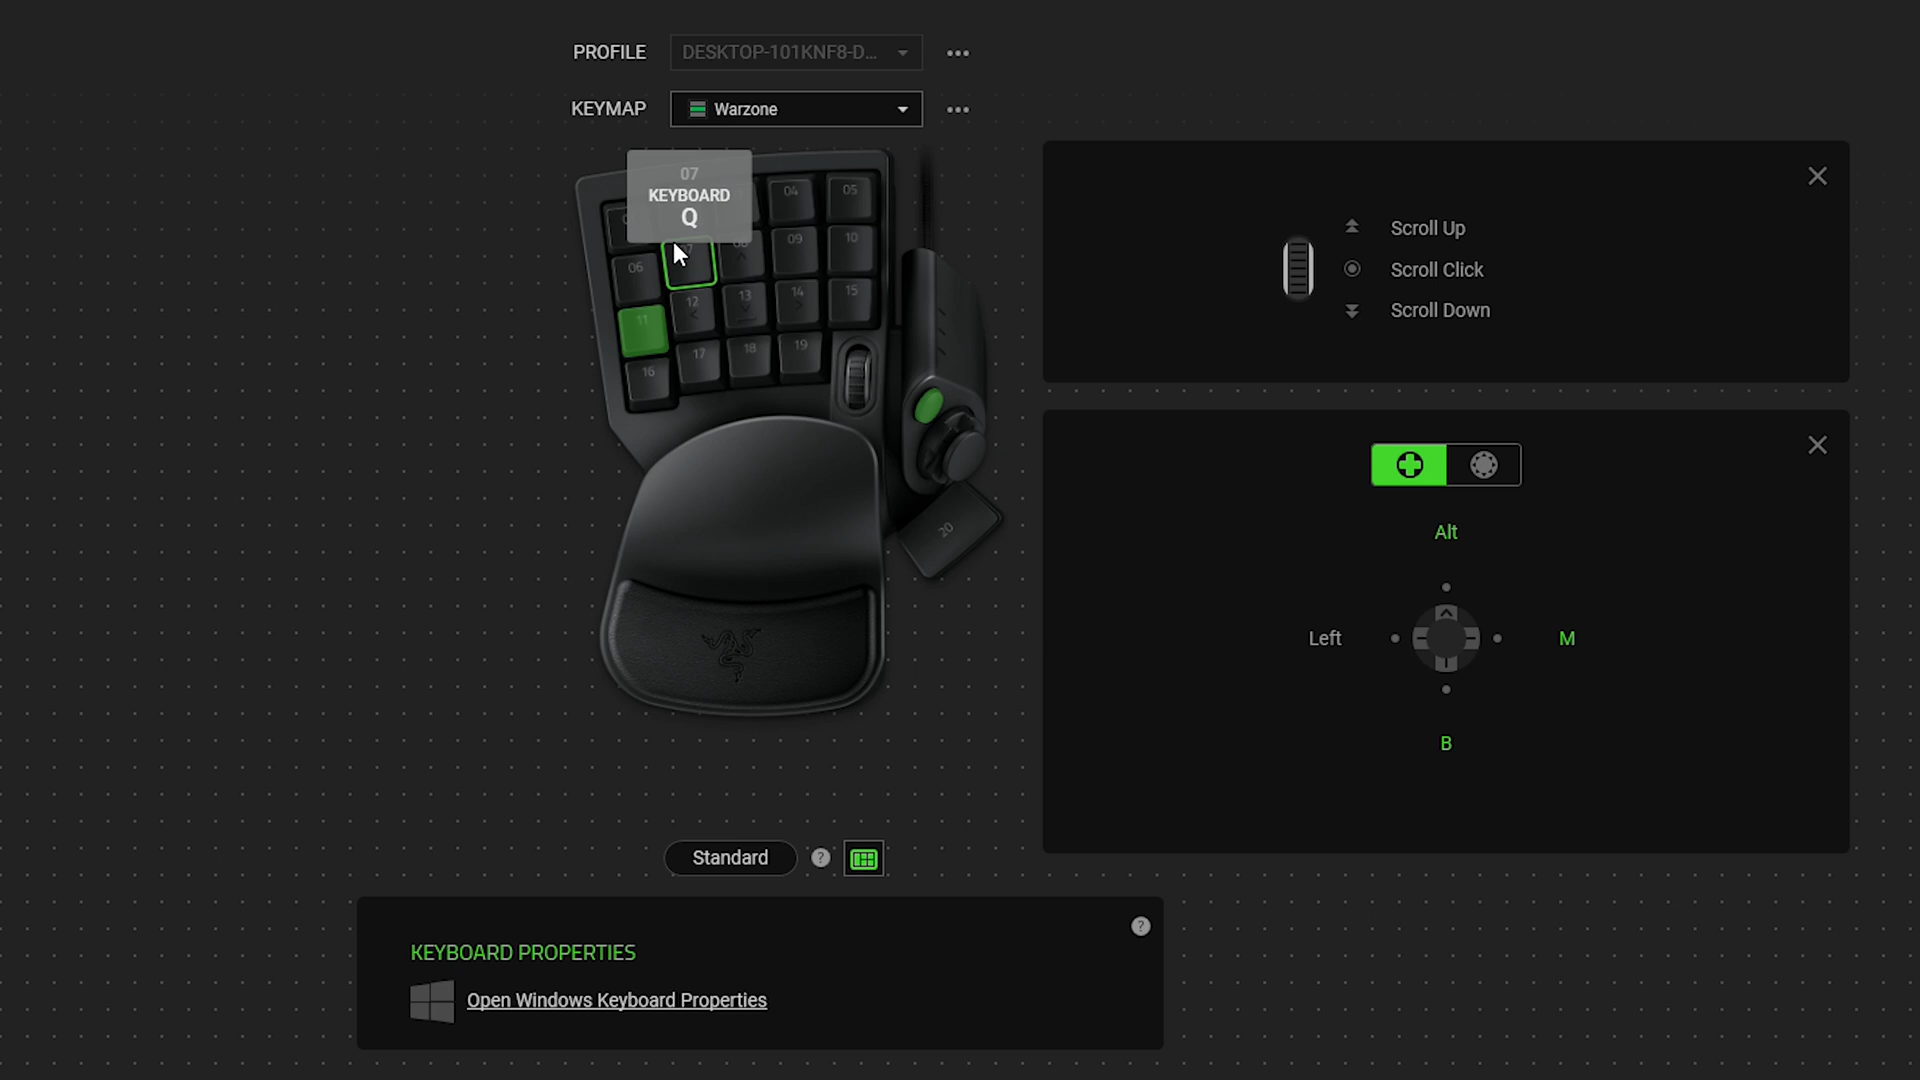 PROFILE DESKTOP-101KNF8-D...
KEYMAP Warzone
07
KEYBOARD
Q
04 05
06 09 10
11 12 13 14 15
16 17 18 19
20
Scroll Up
Scroll Click
Scroll Down
Alt
Left M
B
Standard ?
?
KEYBOARD PROPERTIES
Open Windows Keyboard Properties